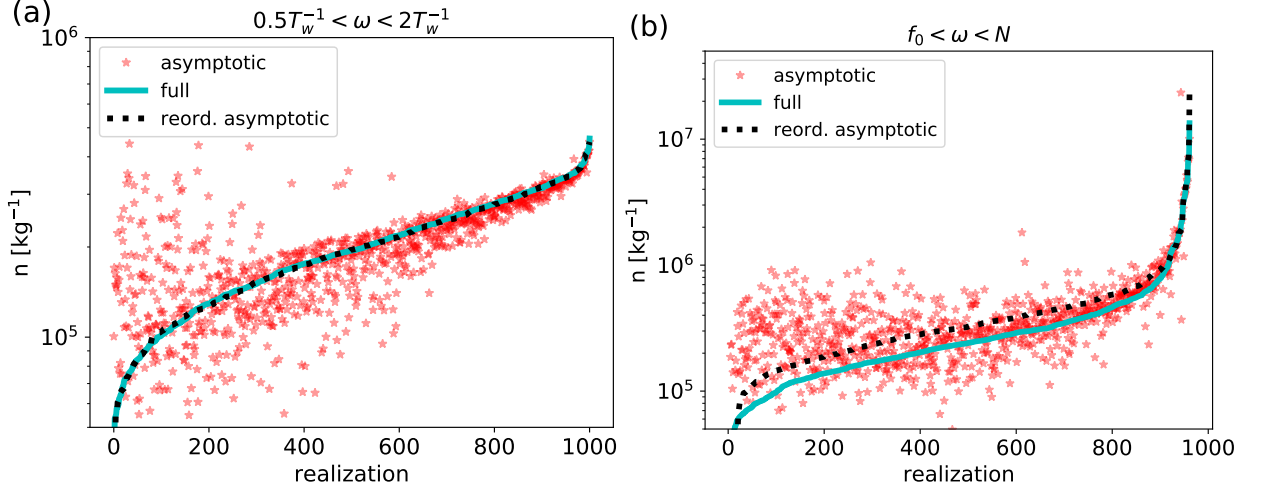 (a)
0.5T_w^{-1} < ω < 2T_w^{-1}
10^6
10^5
n [kg^{-1}]
asymptotic
full
reord. asymptotic
0 200 400 600 800 1000
realization
(b)
f_0 < ω < N
10^7
10^6
10^5
n [kg^{-1}]
asymptotic
full
reord. asymptotic
0 200 400 600 800 1000
realization